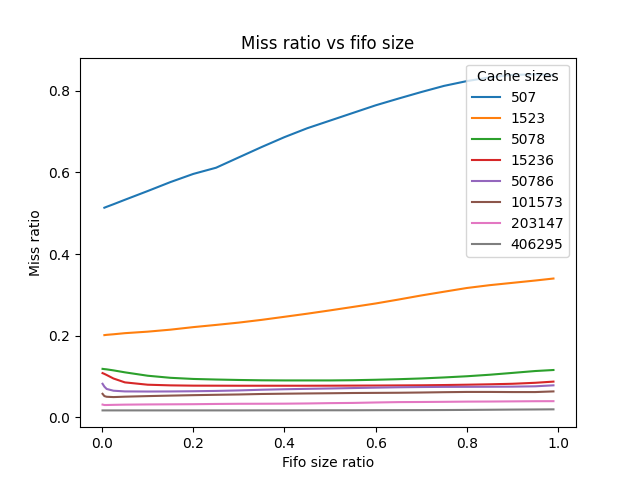 Miss ratio vs fifo size
Cache sizes
507
1523
5078
15236
50786
101573
203147
406295
Miss ratio
0.8
0.6
0.4
0.2
0.0
0.0 0.2 0.4 0.6 0.8 1.0
Fifo size ratio